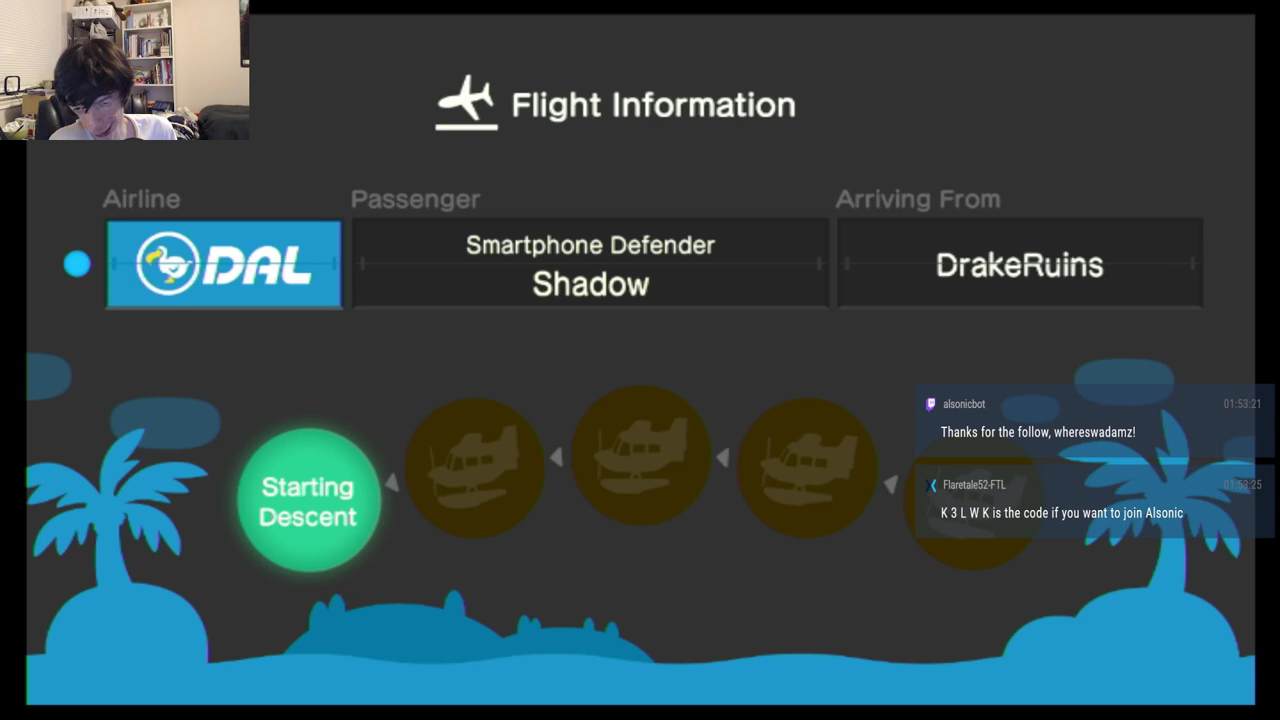 Flight Information
Airline
Passenger
Arriving From
DAL
Smartphone Defender
Shadow
DrakeRuins
Starting
Descent
alsonicbot
01:53:21
Thanks for the follow, whereswadamz!
Flaretale52-FTL
01:53:25
K 3 L W K is the code if you want to join Alsonic